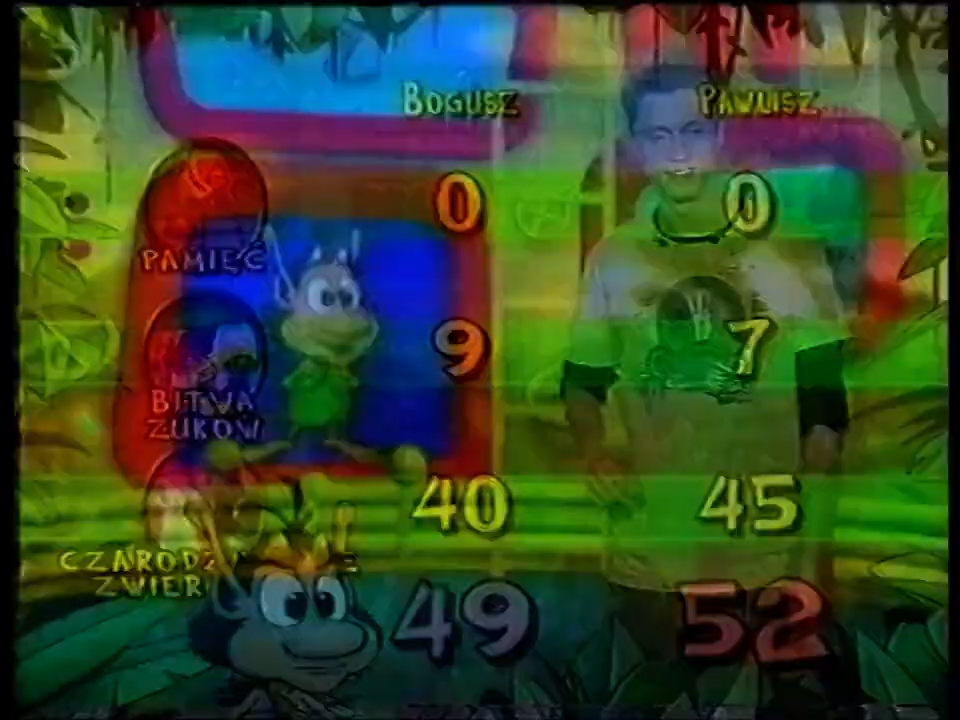 BOGUSZ PAWLISZ
PAMIĘĆ 0 0
BITWA
ŻUKÓW 9 7
40 45
49 52